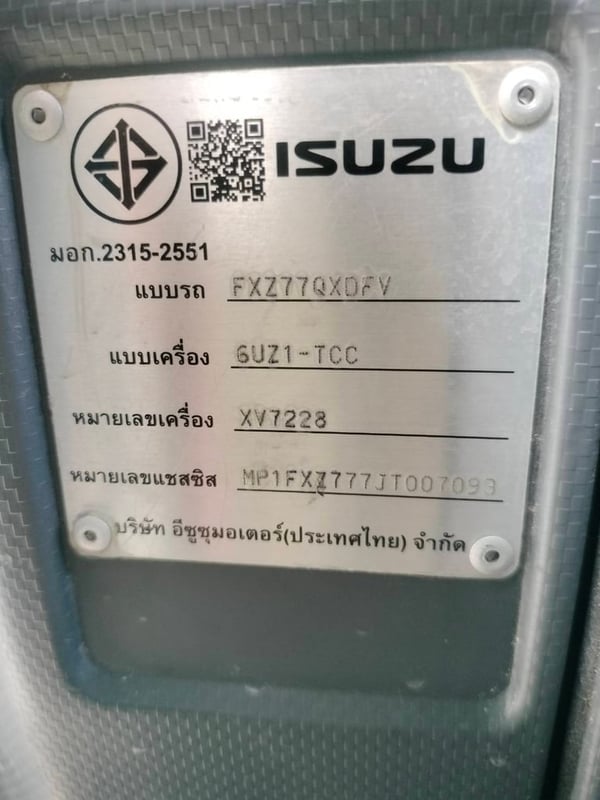 ISUZU
มอก.2315-2551
แบบรถ FXZ77QXDFV
แบบเครื่อง 6UZ1-TCC
หมายเลขเครื่อง XV7228
หมายเลขแชสซิส MP1FXZ777JT007093
บริษัท อีซูซุมอเตอร์(ประเทศไทย) จำกัด